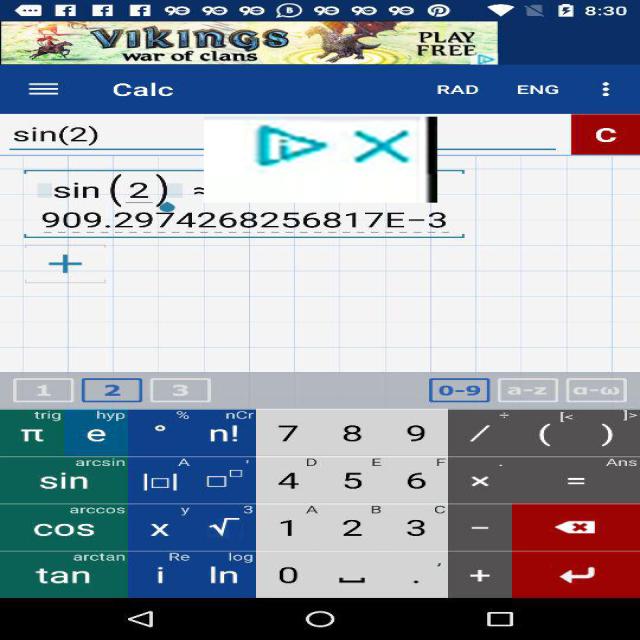 8:30
VIKINGS
war of clans
PLAY
FREE
Calc RAD ENG
sin(2) C
sin(2) ≈
909.2974268256817E−3
+
1 2 3 0-9 a-z α-ω
trig hyp % nCr ÷ [< ]>
π e ° n! 7 8 9 / ( )
arcsin A ' D E F . Ans
sin |□| □□ 4 5 6 × =
arccos y 3 A B C
cos x √ 1 2 3 −
arctan Re log ,
tan i ln 0 ⎵ . +